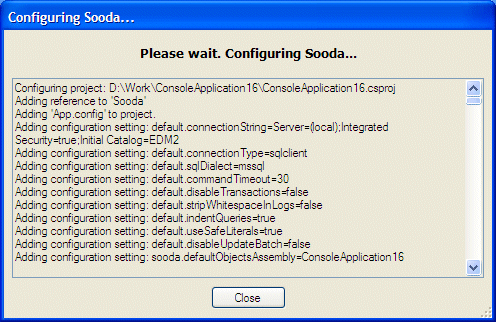 Configuring Sooda...
Please wait. Configuring Sooda...
Configuring project: D:\Work\ConsoleApplication16\ConsoleApplication16.csproj
Adding reference to 'Sooda'
Adding 'App.config' to project.
Adding configuration setting: default.connectionString=Server=(local);Integrated
Security=true;Initial Catalog=EDM2
Adding configuration setting: default.connectionType=sqlclient
Adding configuration setting: default.sqlDialect=mssql
Adding configuration setting: default.commandTimeout=30
Adding configuration setting: default.disableTransactions=false
Adding configuration setting: default.stripWhitespaceInLogs=false
Adding configuration setting: default.indentQueries=true
Adding configuration setting: default.useSafeLiterals=true
Adding configuration setting: default.disableUpdateBatch=false
Adding configuration setting: sooda.defaultObjectsAssembly=ConsoleApplication16
Close